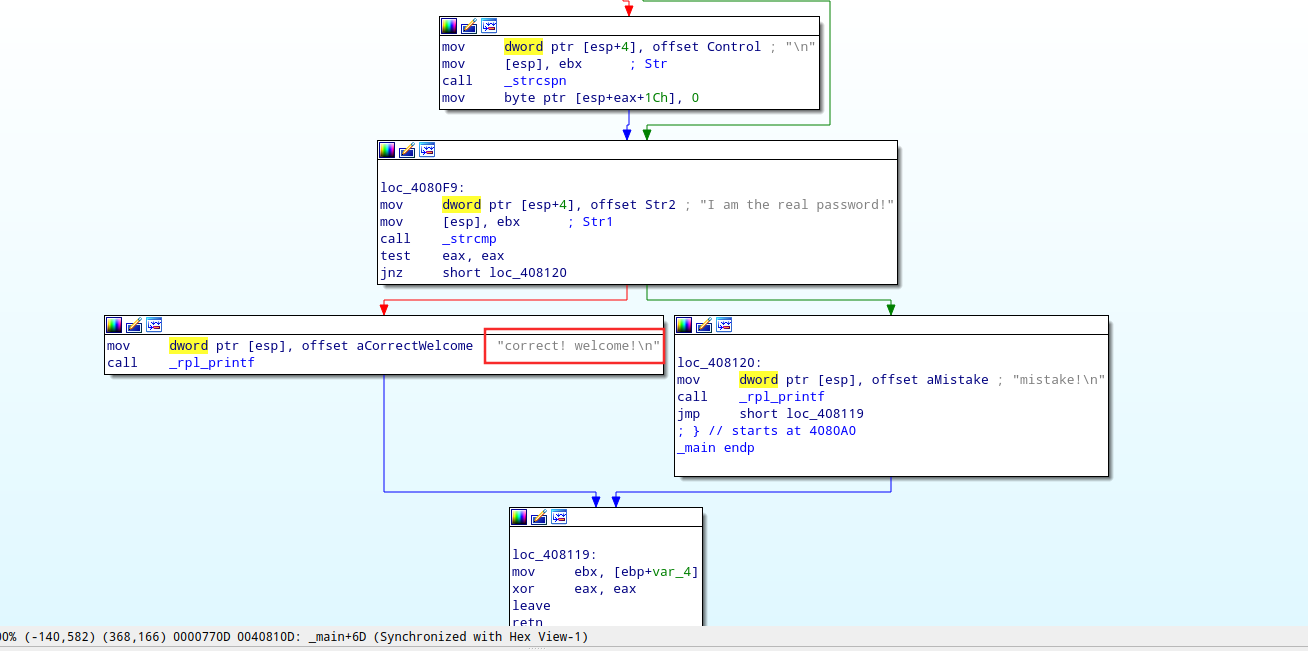 mov     dword ptr [esp+4], offset Control ; "\n"
mov     [esp], ebx      ; Str
call    _strcspn
mov     byte ptr [esp+eax+1Ch], 0
loc_4080F9:
mov     dword ptr [esp+4], offset Str2 ; "I am the real password!"
mov     [esp], ebx      ; Str1
call    _strcmp
test    eax, eax
jnz     short loc_408120
mov     dword ptr [esp], offset aCorrectWelcome   "correct! welcome!\n"
call    _rpl_printf
loc_408120:
mov     dword ptr [esp], offset aMistake ; "mistake!\n"
call    _rpl_printf
jmp     short loc_408119
; } // starts at 4080A0
_main endp
loc_408119:
mov     ebx, [ebp+var_4]
xor     eax, eax
leave
retn
00% (-140,582) (368,166) 0000770D 0040810D: _main+6D (Synchronized with Hex View-1)